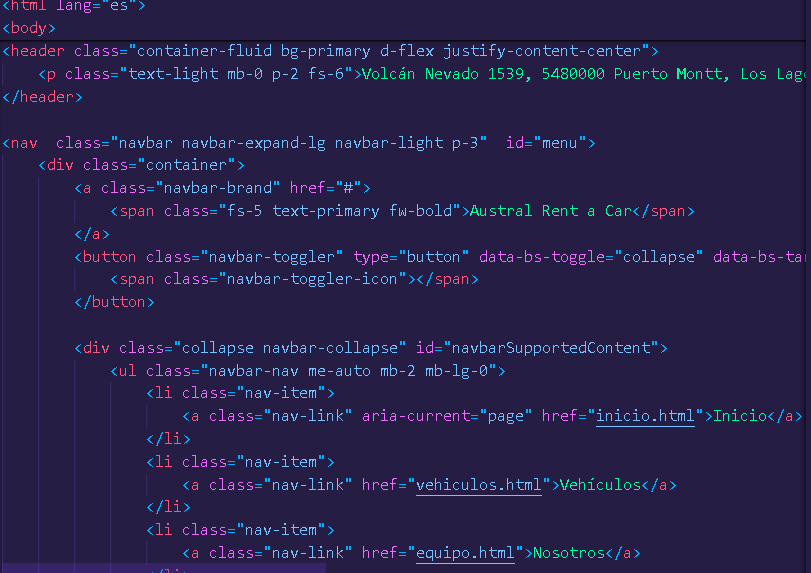 <html lang="es">
<body>
<header class="container-fluid bg-primary d-flex justify-content-center">
<p class="text-light mb-0 p-2 fs-6">Volcán Nevado 1539, 5480000 Puerto Montt, Los Lago
</header>
<nav  class="navbar navbar-expand-lg navbar-light p-3"  id="menu">
<div class="container">
<a class="navbar-brand" href="#">
<span class="fs-5 text-primary fw-bold">Austral Rent a Car</span>
</a>
<button class="navbar-toggler" type="button" data-bs-toggle="collapse" data-bs-tar
<span class="navbar-toggler-icon"></span>
</button>
<div class="collapse navbar-collapse" id="navbarSupportedContent">
<ul class="navbar-nav me-auto mb-2 mb-lg-0">
<li class="nav-item">
<a class="nav-link" aria-current="page" href="inicio.html">Inicio</a>
</li>
<li class="nav-item">
<a class="nav-link" href="vehiculos.html">Vehículos</a>
</li>
<li class="nav-item">
<a class="nav-link" href="equipo.html">Nosotros</a>
</li>